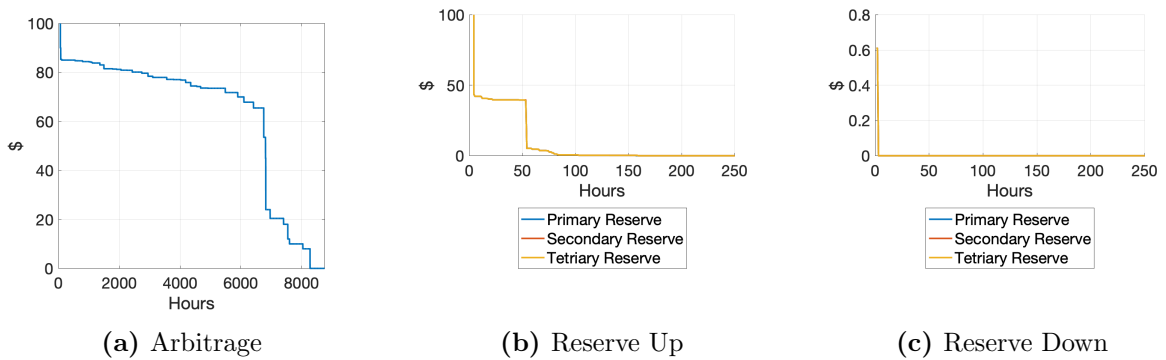 100
80
60
40
20
0
$
0 2000 4000 6000 8000
Hours
(a) Arbitrage
100
50
0
$
0 50 100 150 200 250
Hours
Primary Reserve
Secondary Reserve
Tetriary Reserve
(b) Reserve Up
0.8
0.6
0.4
0.2
0
$
0 50 100 150 200 250
Hours
Primary Reserve
Secondary Reserve
Tetriary Reserve
(c) Reserve Down